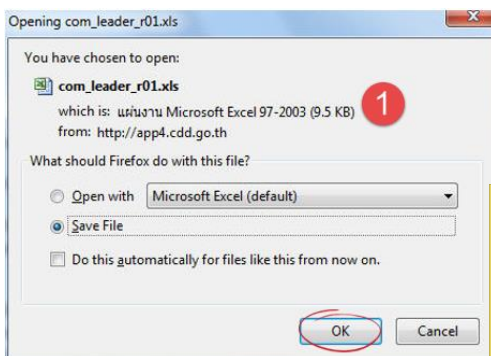 Opening com_leader_r01.xls
You have chosen to open:
com_leader_r01.xls
which is: แผ่นงาน Microsoft Excel 97-2003 (9.5 KB)
from: http://app4.cdd.go.th
1
What should Firefox do with this file?
Open with Microsoft Excel (default)
Save File
Do this automatically for files like this from now on.
OK Cancel